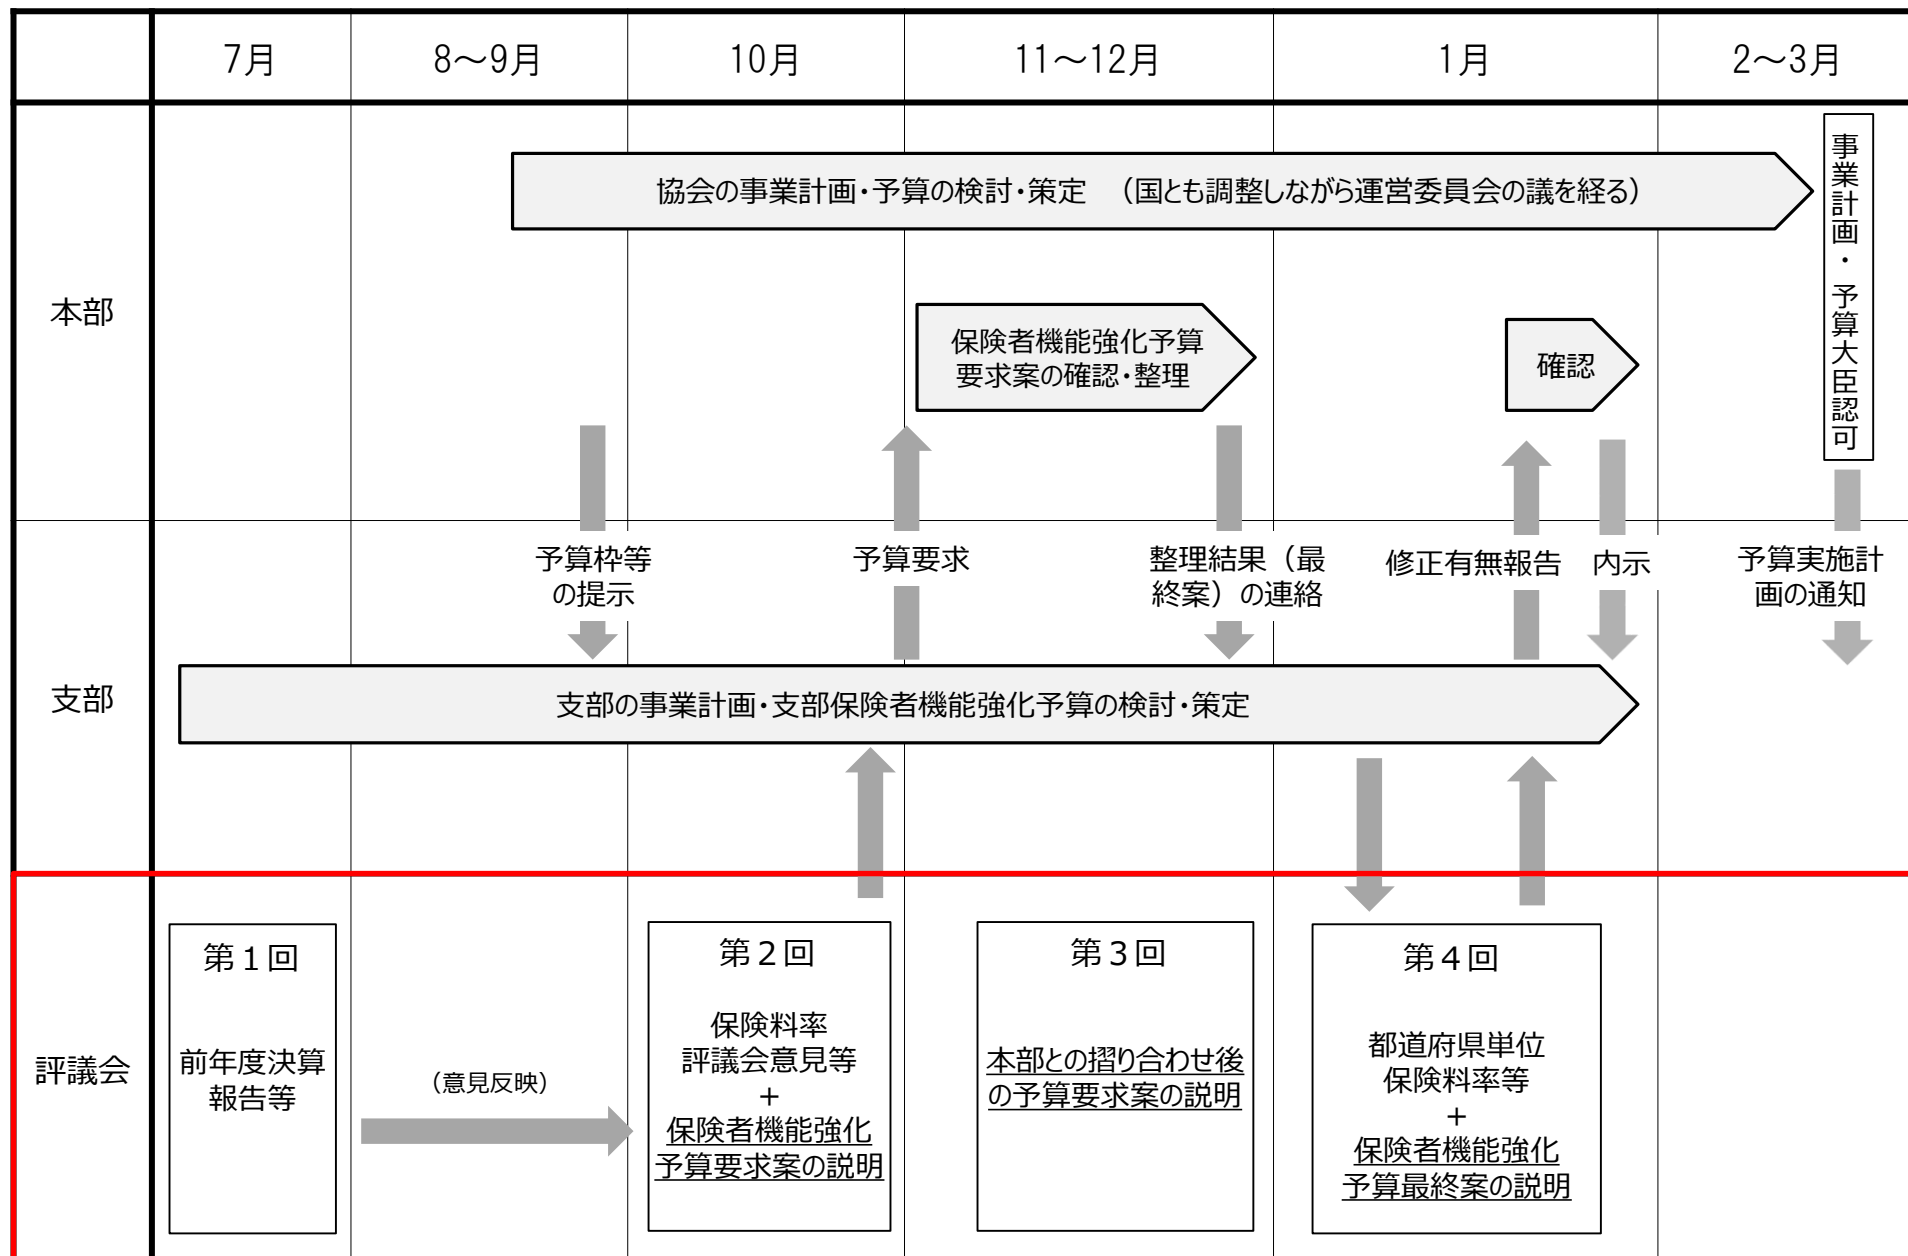 7月
8～9月
10月
11～12月
1月
2～3月
本部
協会の事業計画・予算の検討・策定　（国とも調整しながら運営委員会の議を経る）
事業計画・予算大臣認可
保険者機能強化予算
要求案の確認・整理
確認
予算枠等
の提示
予算要求
整理結果（最
終案）の連絡
修正有無報告
内示
予算実施計
画の通知
支部
支部の事業計画・支部保険者機能強化予算の検討・策定
評議会
第１回
前年度決算
報告等
（意見反映）
第２回
保険料率
評議会意見等
＋
保険者機能強化
予算要求案の説明
第３回
本部との摺り合わせ後
の予算要求案の説明
第４回
都道府県単位
保険料率等
＋
保険者機能強化
予算最終案の説明